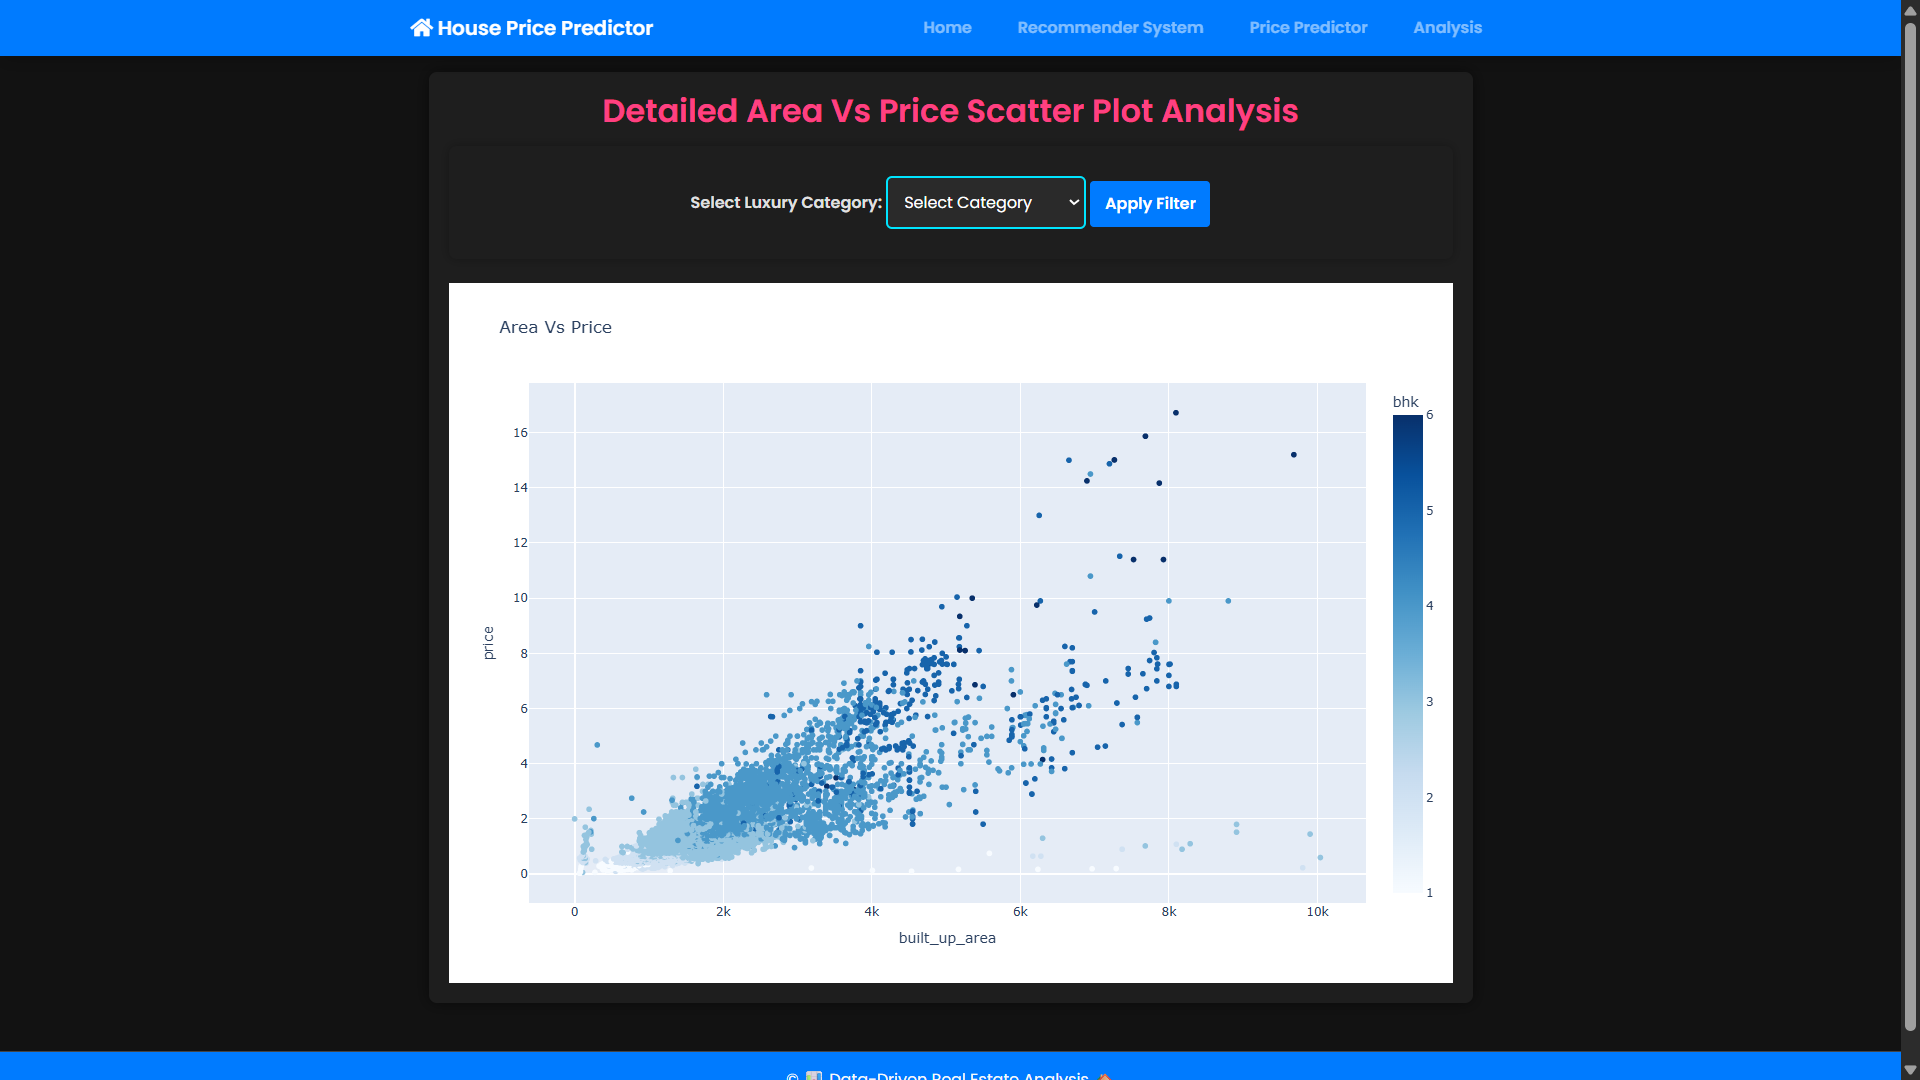 House Price Predictor
Home
Recommender System
Price Predictor
Analysis
Detailed Area Vs Price Scatter Plot Analysis
Select Luxury Category:
Select Category
Apply Filter
Area Vs Price
bhk
6
5
4
3
2
1
price
16
14
12
10
8
6
4
2
0
0
2k
4k
6k
8k
10k
built_up_area
© Data-Driven Real Estate Analysis